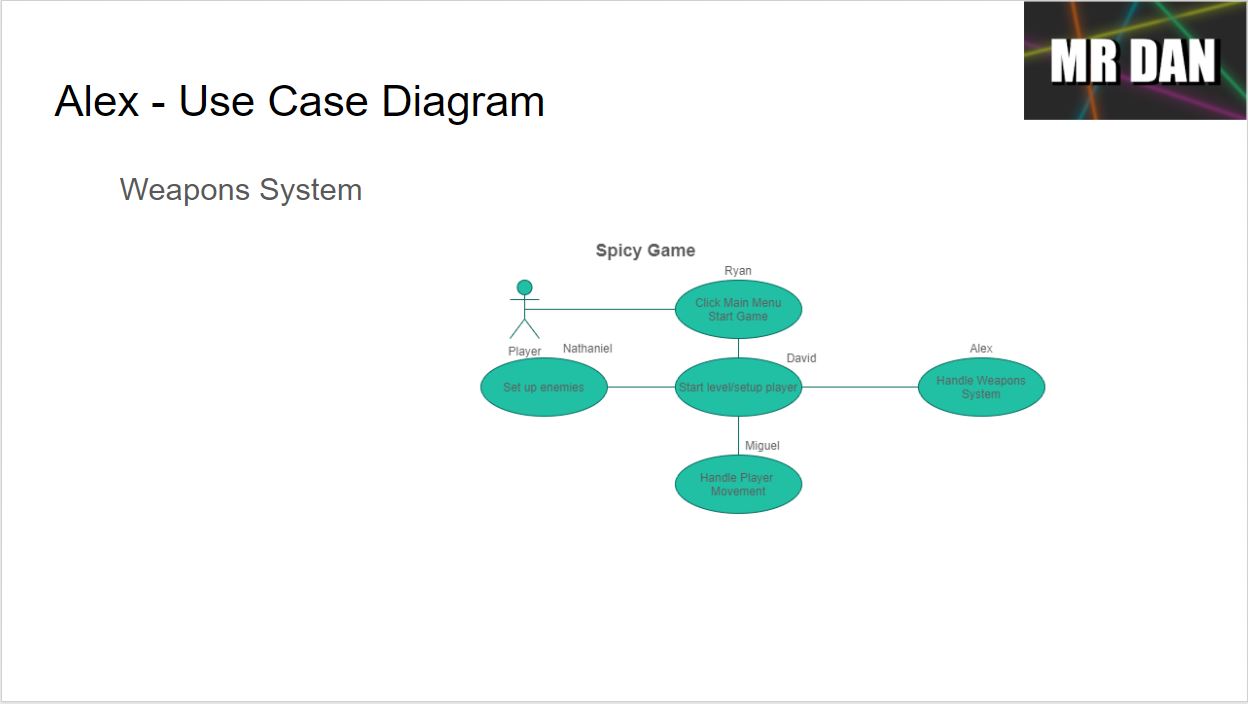 MR DAN
Alex - Use Case Diagram
Weapons System
Spicy Game
Ryan
Click Main Menu
Start Game
Player
Nathaniel
David
Alex
Set up enemies
Start level/setup player
Handle Weapons
System
Miguel
Handle Player
Movement